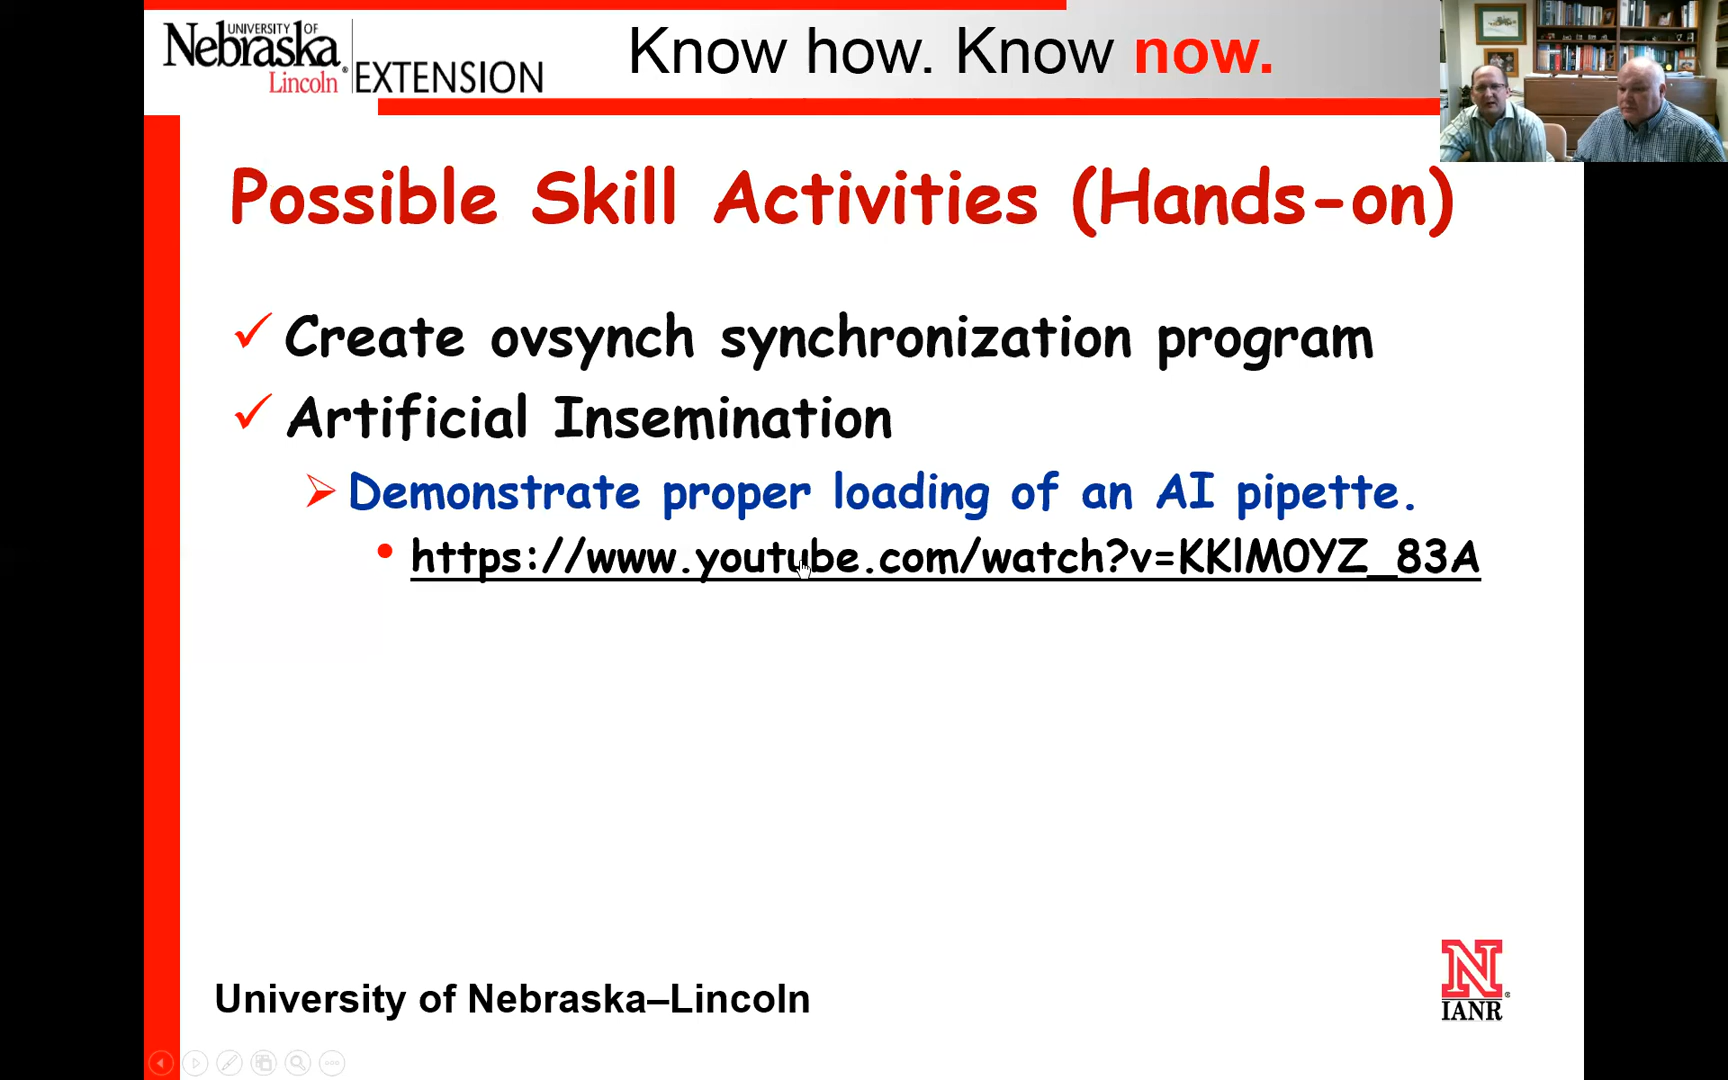 UNIVERSITY OF
Nebraska
Lincoln®
EXTENSION
Know how. Know now.
Possible Skill Activities (Hands-on)
✓ Create ovsynch synchronization program
✓ Artificial Insemination
➢ Demonstrate proper loading of an AI pipette.
• https://www.youtube.com/watch?v=KKlM0YZ_83A
University of Nebraska–Lincoln
N
IANR®